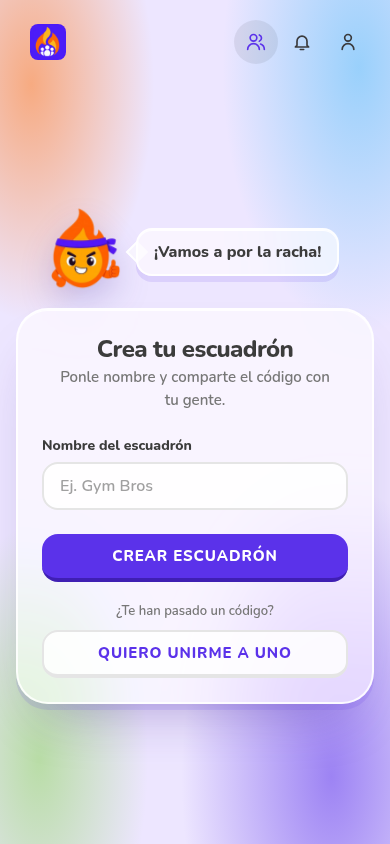 ¡Vamos a por la racha!
Crea tu escuadrón
Ponle nombre y comparte el código con
tu gente.
Nombre del escuadrón
Ej. Gym Bros
CREAR ESCUADRÓN
¿Te han pasado un código?
QUIERO UNIRME A UNO